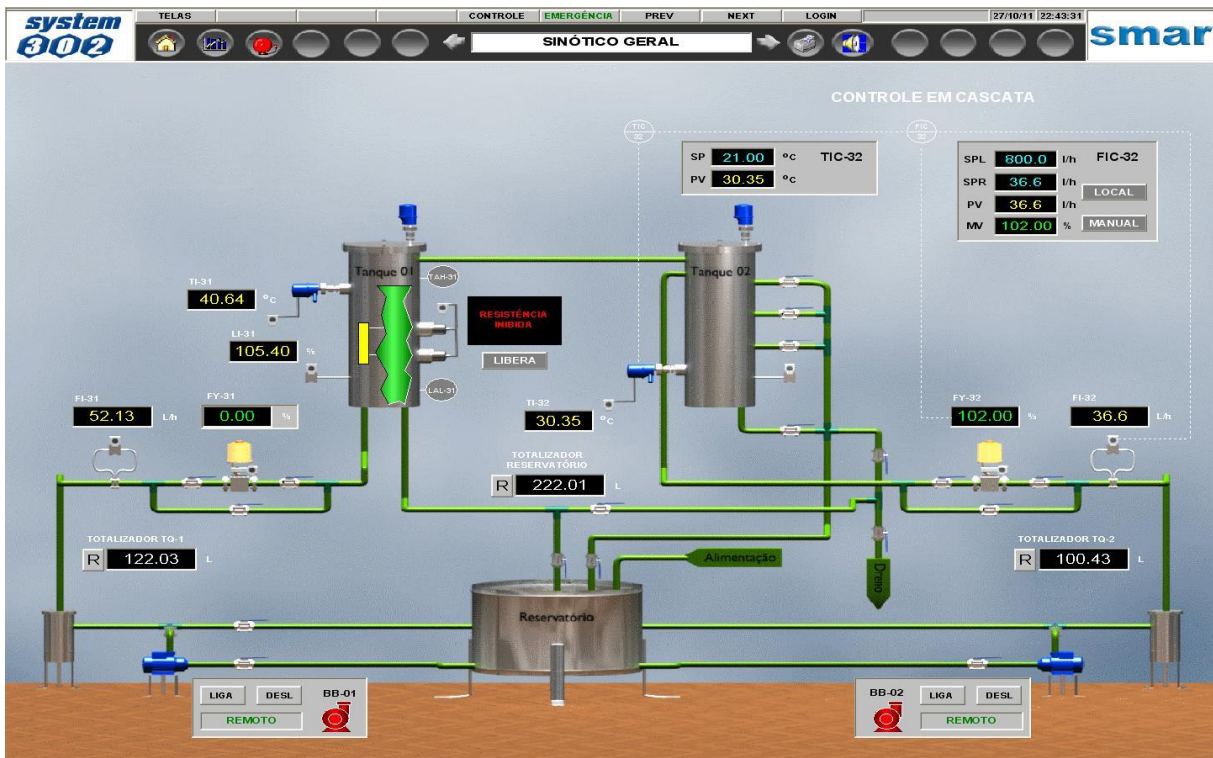 system
302
TELAS
CONTROLE
EMERGÊNCIA
PREV
NEXT
LOGIN
27/10/11 22:43:31
SINÓTICO GERAL
smar
CONTROLE EM CASCATA
TIC
32
FIC
32
SP 21.00 ºC TIC-32
PV 30.35 ºC
SPL 800.0 l/h FIC-32
SPR 36.6 l/h
LOCAL
PV 36.6 l/h
MV 102.00 % MANUAL
Tanque 01
TAH-31
Tanque 02
TI-31
40.64 ºC
RESISTÊNCIA
INIBIDA
LI-31
105.40 %
LIBERA
LAL-31
FI-31
52.13 L/h
FY-31
0.00 %
TI-32
30.35 ºC
FY-32
102.00 %
FI-32
36.6 L/h
TOTALIZADOR
RESERVATÓRIO
R 222.01 L
TOTALIZADOR TQ-1
R 122.03 L
TOTALIZADOR TQ-2
R 100.43 L
Alimentação
Dreno
Reservatório
LIGA DESL BB-01
REMOTO
BB-02 LIGA DESL
REMOTO